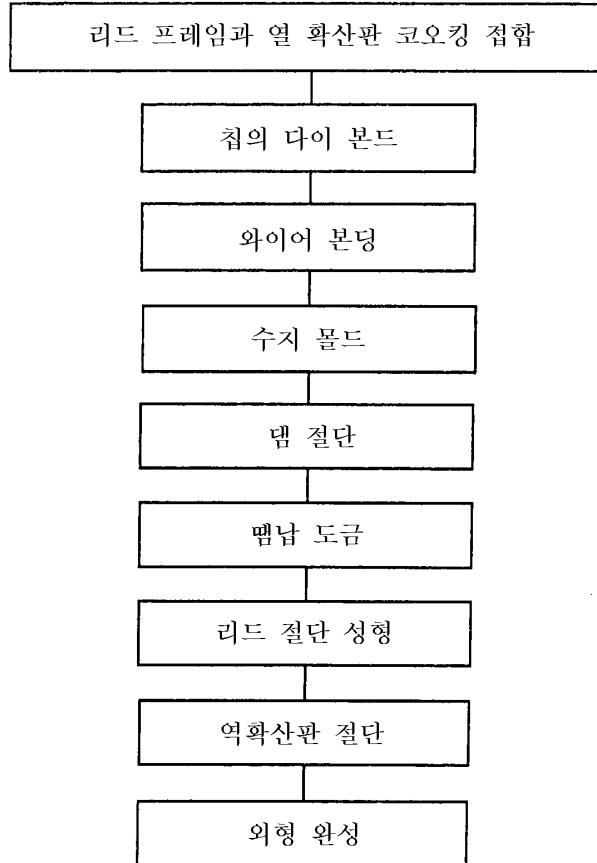 리드 프레임과 열 확산판 코오킹 접합
칩의 다이 본드
와이어 본딩
수지 몰드
댐 절단
땜납 도금
리드 절단 성형
역확산판 절단
외형 완성